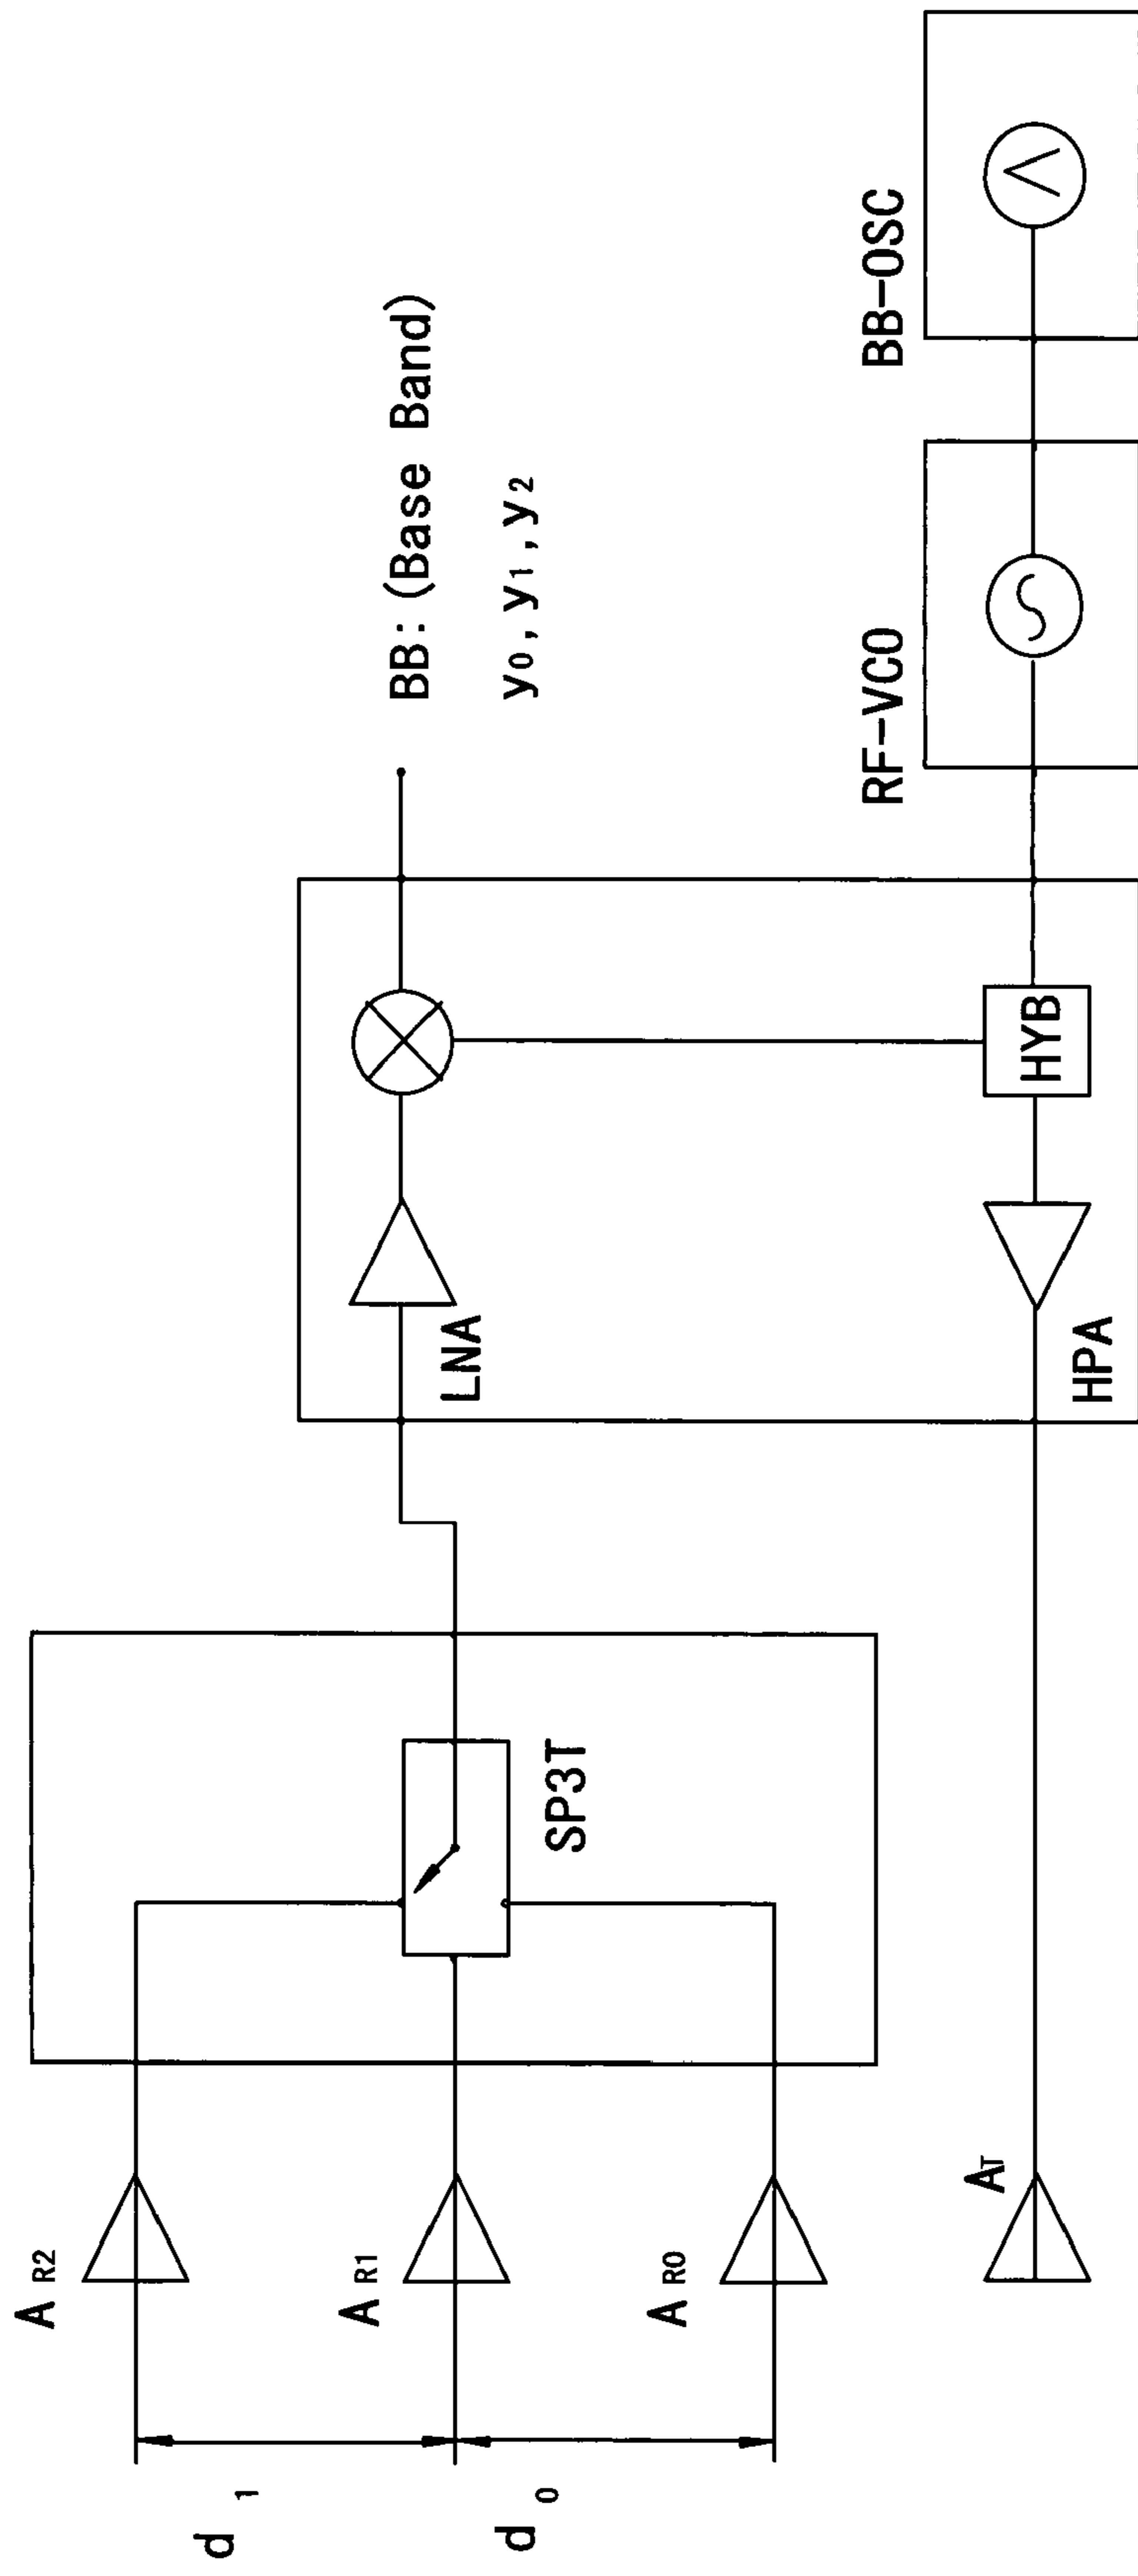 BB:(Base Band)
y0,y1,y2
BB-OSC
RF-VCO
HYB
LNA
HPA
SP3T
AR2
AR1
AR0
AT
d1
d0